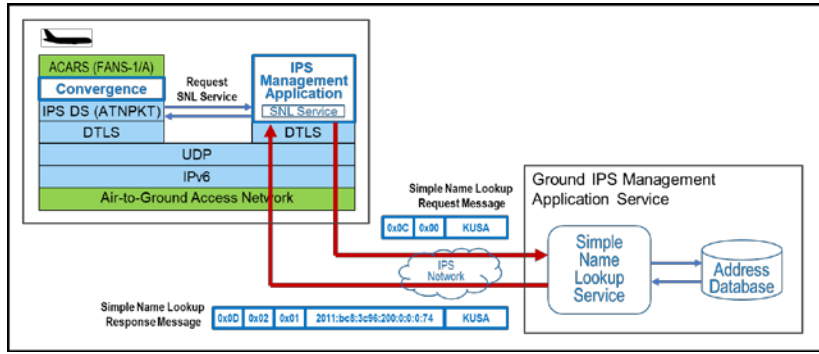 ACARS (FANS-1/A)
Convergence
IPS DS (ATNPKT)
DTLS
Request
SNL Service
IPS
Management
Application
SNL Service
DTLS
UDP
IPv6
Air-to-Ground Access Network
Simple Name Lookup
Request Message
0x0C 0x00 KUSA
IPS
Network
Simple Name Lookup
Response Message
0x0D 0x02 0x01 2011:bc8:3c96:200:0:0:0:74 KUSA
Ground IPS Management
Application Service
Simple
Name
Lookup
Service
Address
Database